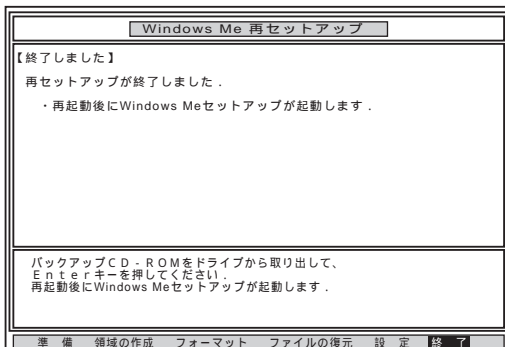 Windows Me 再セットアップ
【終了しました】
再セットアップが終了しました．
・再起動後にWindows Meセットアップが起動します．
バックアップＣＤ‐ＲＯＭをドライブから取り出して、
Ｅｎｔｅｒキーを押してください．
再起動後にWindows Meセットアップが起動します．
準　備　領域の作成　フォーマット　ファイルの復元　設　定　終　了